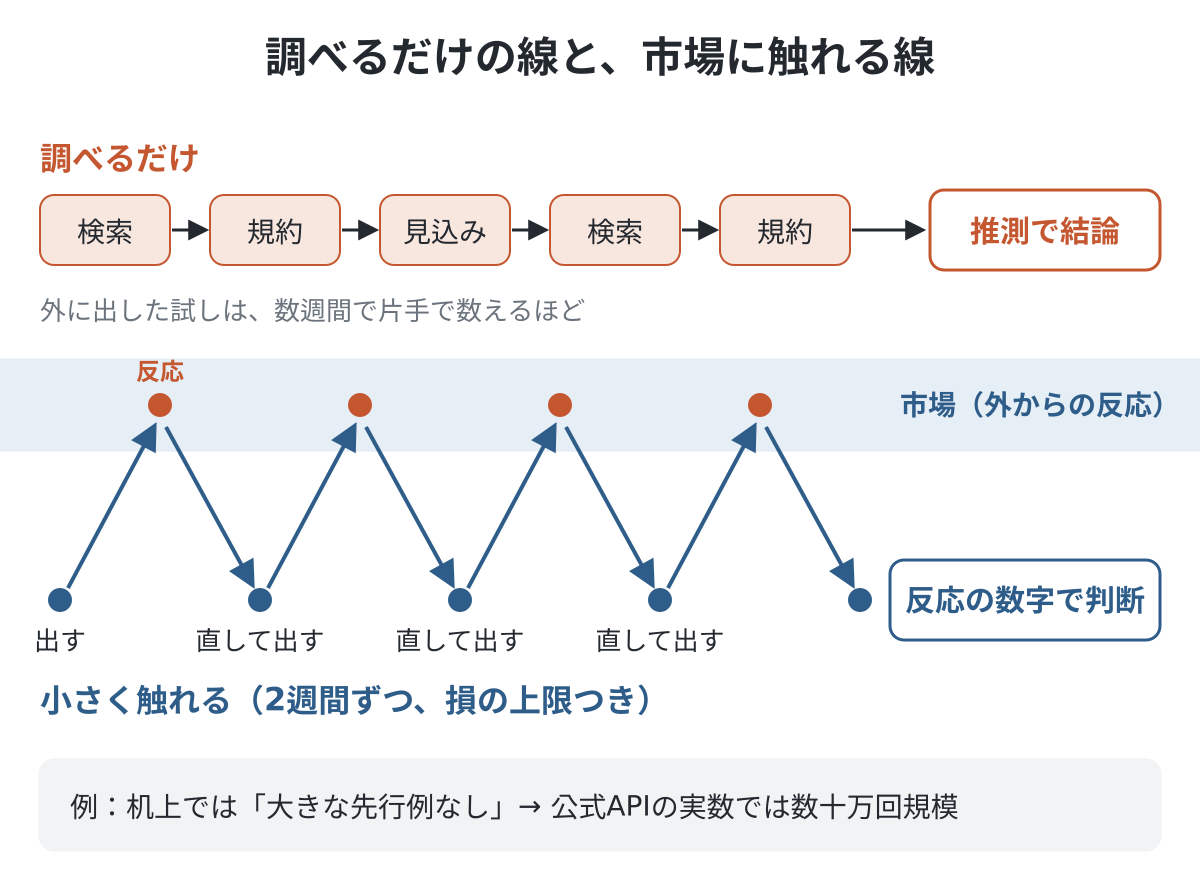 調べるだけの線と、市場に触れる線
調べるだけ
検索
規約
見込み
検索
規約
推測で結論
外に出した試しは、数週間で片手で数えるほど
反応
市場（外からの反応）
出す
直して出す
直して出す
直して出す
反応の数字で判断
小さく触れる（2週間ずつ、損の上限つき）
例：机上では「大きな先行例なし」→ 公式APIの実数では数十万回規模